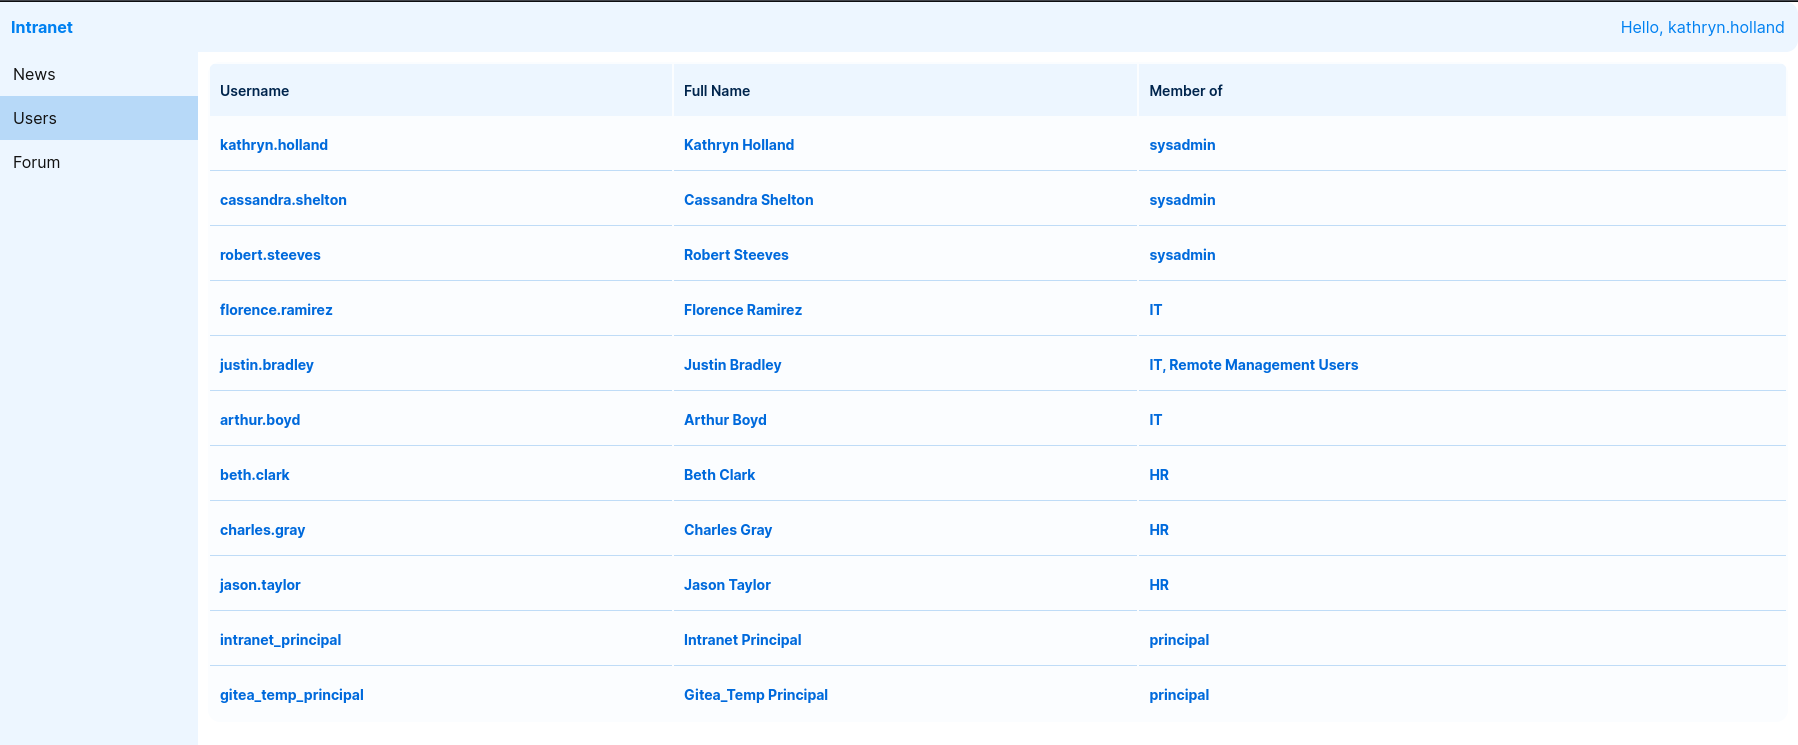 Intranet
Hello, kathryn.holland
News
Users
Forum
Username Full Name Member of
kathryn.holland Kathryn Holland sysadmin
cassandra.shelton Cassandra Shelton sysadmin
robert.steeves Robert Steeves sysadmin
florence.ramirez Florence Ramirez IT
justin.bradley Justin Bradley IT, Remote Management Users
arthur.boyd Arthur Boyd IT
beth.clark Beth Clark HR
charles.gray Charles Gray HR
jason.taylor Jason Taylor HR
intranet_principal Intranet Principal principal
gitea_temp_principal Gitea_Temp Principal principal